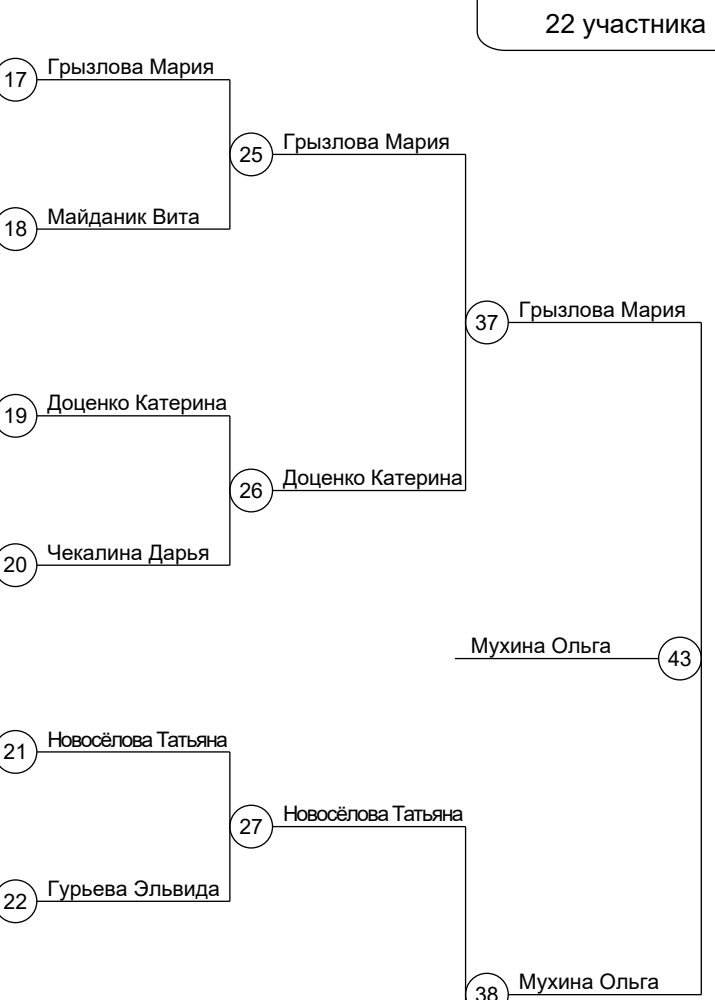 22 участника
17 Грызлова Мария
25 Грызлова Мария
18 Майданик Вита
37 Грызлова Мария
19 Доценко Катерина
26 Доценко Катерина
20 Чекалина Дарья
Мухина Ольга 43
21 Новосёлова Татьяна
27 Новосёлова Татьяна
22 Гурьева Эльвида
38 Мухина Ольга